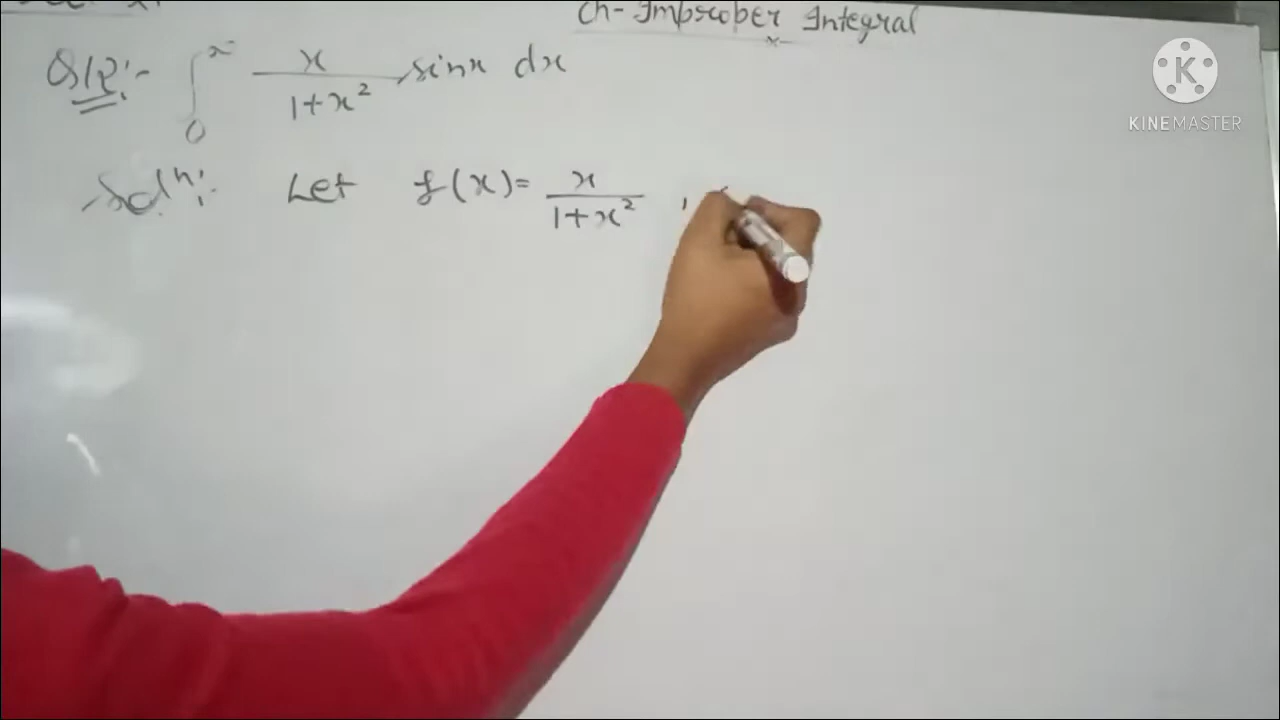 Ch- Improper Integral
KINEMASTER
Q12:- ∫₀^∞ x/(1+x²) sinx dx
Solⁿ: Let f(x)= x/(1+x²) ,